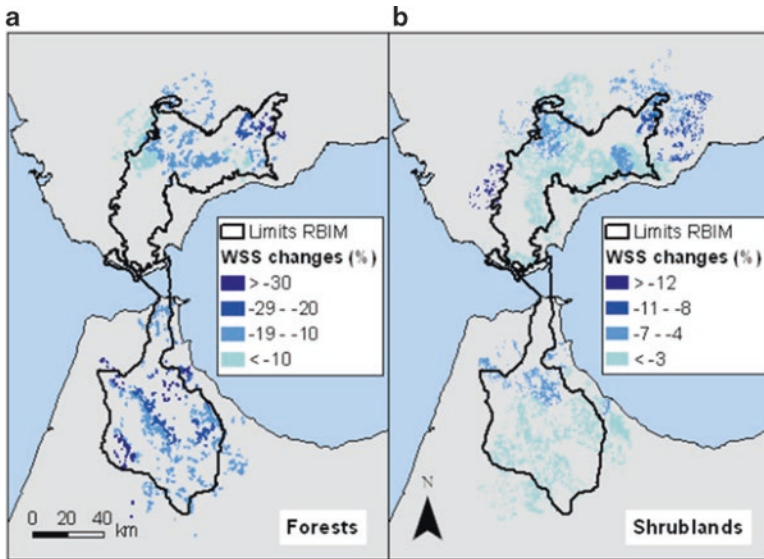 a
Limits RBIM
WSS changes (%)
> -30
-29 - -20
-19 - -10
< -10
0 20 40
km
Forests
b
Limits RBIM
WSS changes (%)
> -12
-11 - -8
-7 - -4
< -3
N
Shrublands